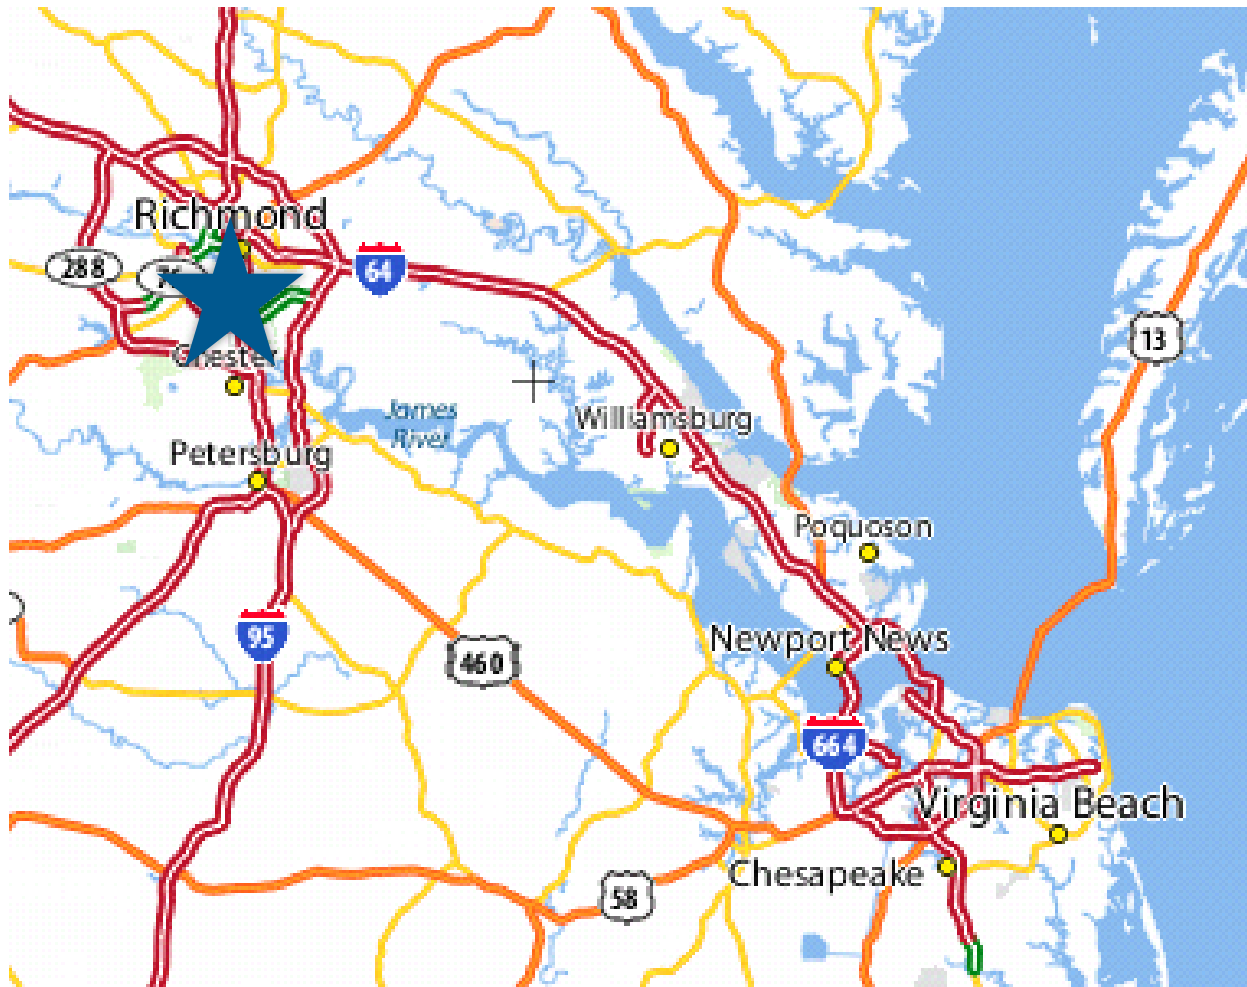 Richmond
288
76
64
13
Chester
James
River
Williamsburg
Petersburg
Poquoson
95
460
Newport News
664
Virginia Beach
58
Chesapeake